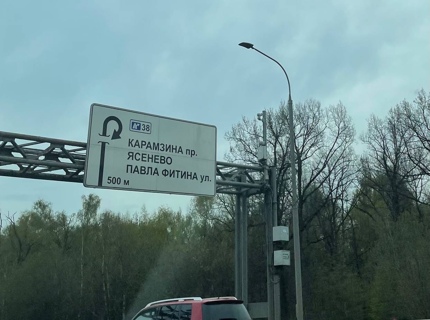 38
КАРАМЗИНА пр.
ЯСЕНЕВО
ПАВЛА ФИТИНА ул.
500 м